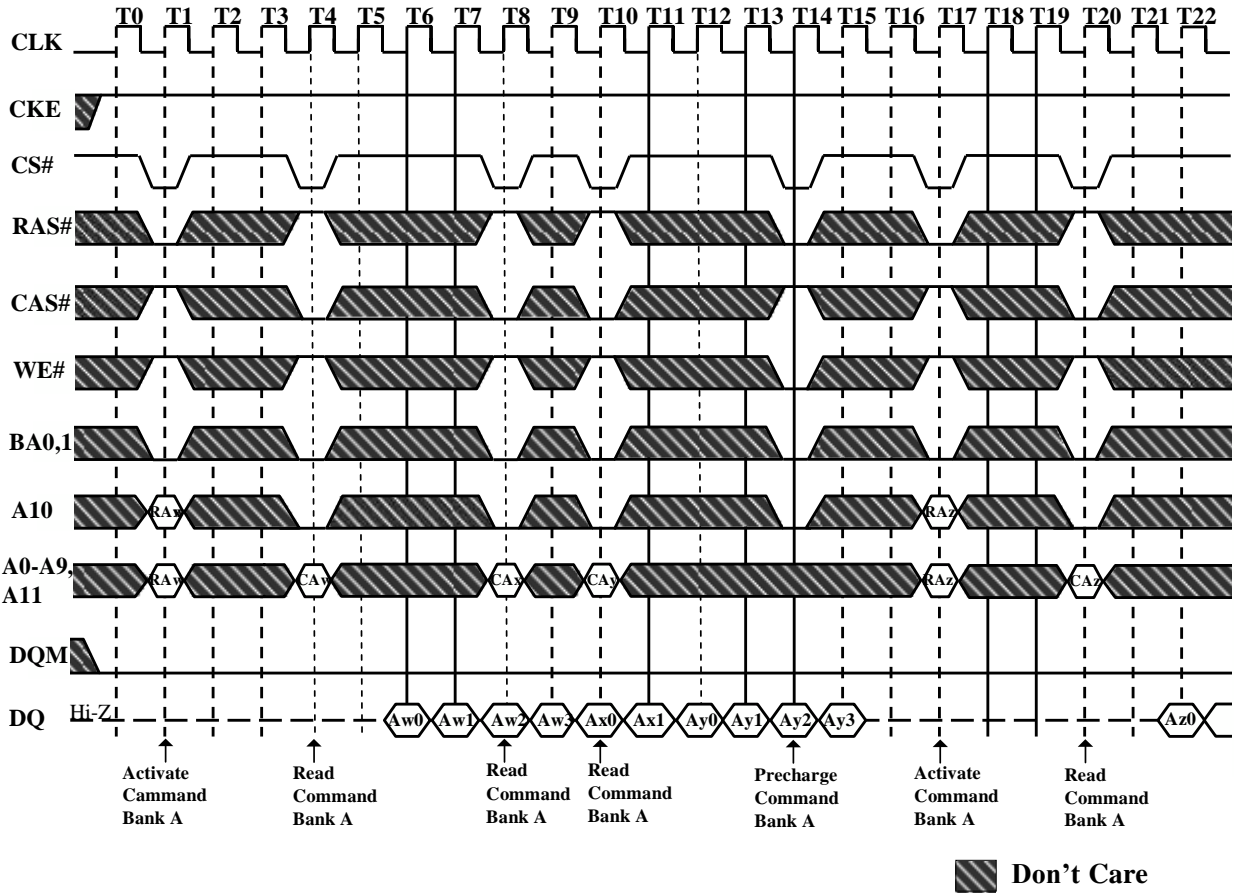 T0 T1 T2 T3 T4 T5 T6 T7 T8 T9 T10 T11 T12 T13 T14 T15 T16 T17 T18 T19 T20 T21 T22
CLK
CKE
CS#
RAS#
CAS#
WE#
BA0,1
A10 RAx RAz
A0-A9,
A11
RAw CAw CAx CAy RAz CAz
DQM
DQ Hi-Z Aw0 Aw1 Aw2 Aw3 Ax0 Ax1 Ay0 Ay1 Ay2 Ay3 Az0
Activate
Cammand
Bank A
Read
Command
Bank A
Read
Command
Bank A
Read
Command
Bank A
Precharge
Command
Bank A
Activate
Command
Bank A
Read
Command
Bank A
Don't Care